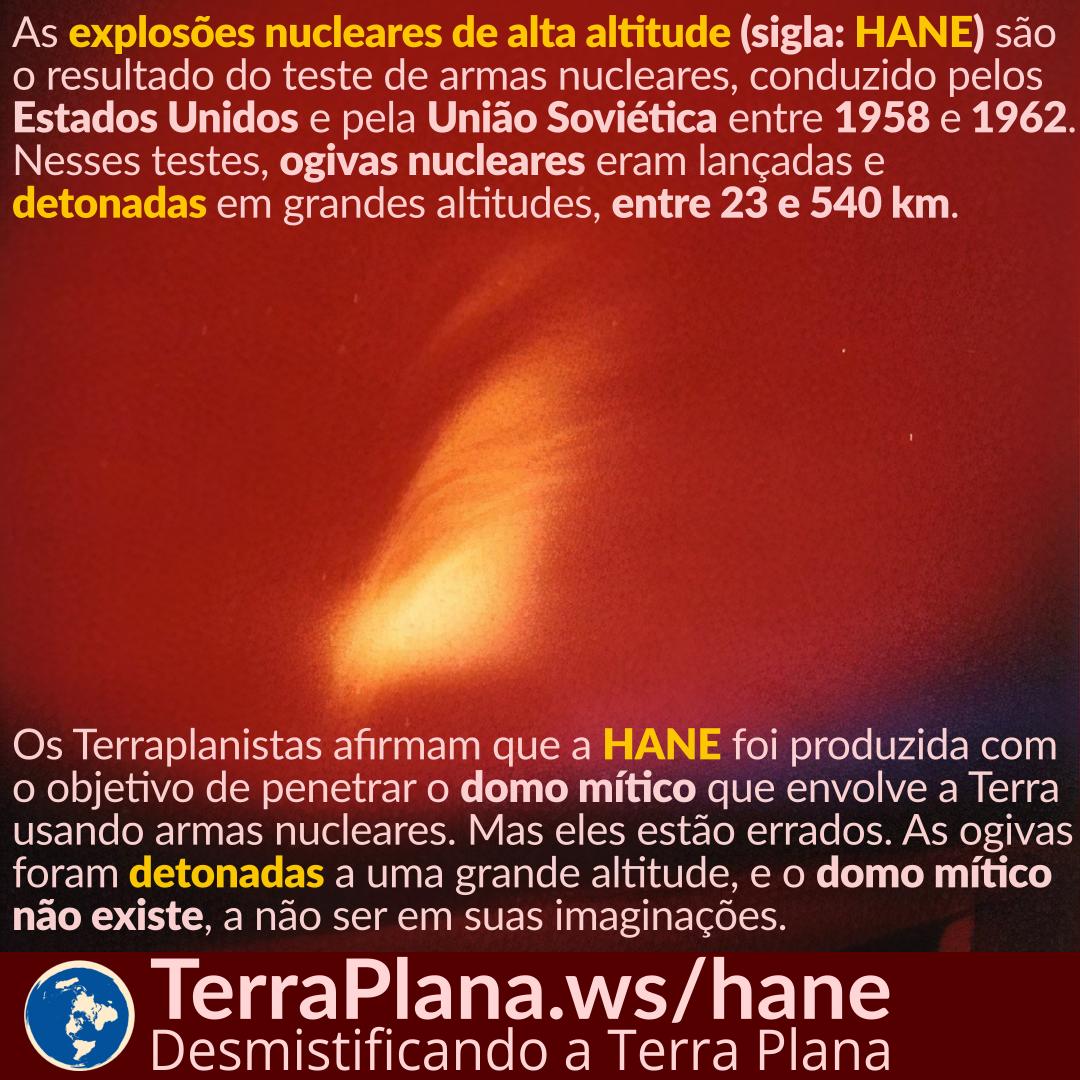 As explosões nucleares de alta altitude (sigla: HANE) são
o resultado do teste de armas nucleares, conduzido pelos
Estados Unidos e pela União Soviética entre 1958 e 1962.
Nesses testes, ogivas nucleares eram lançadas e
detonadas em grandes altitudes, entre 23 e 540 km.
Os Terraplanistas afirmam que a HANE foi produzida com
o objetivo de penetrar o domo mítico que envolve a Terra
usando armas nucleares. Mas eles estão errados. As ogivas
foram detonadas a uma grande altitude, e o domo mítico
não existe, a não ser em suas imaginações.
TerraPlana.ws/hane
Desmistificando a Terra Plana